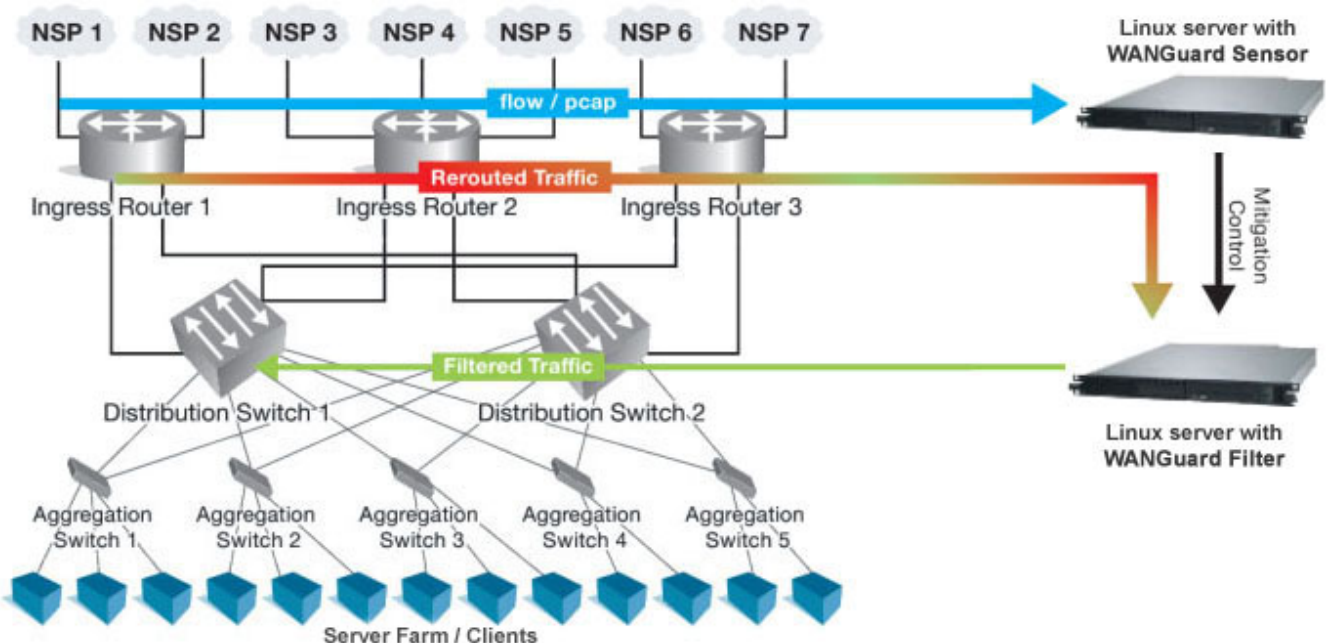 NSP 1
NSP 2
NSP 3
NSP 4
NSP 5
NSP 6
NSP 7
Linux server with
WANGuard Sensor
flow / pcap
Rerouted Traffic
Ingress Router 1
Ingress Router 2
Ingress Router 3
Mitigation
Control
Filtered Traffic
Distribution Switch 1
Distribution Switch 2
Linux server with
WANGuard Filter
Aggregation
Switch 1
Aggregation
Switch 2
Aggregation
Switch 3
Aggregation
Switch 4
Aggregation
Switch 5
Server Farm / Clients